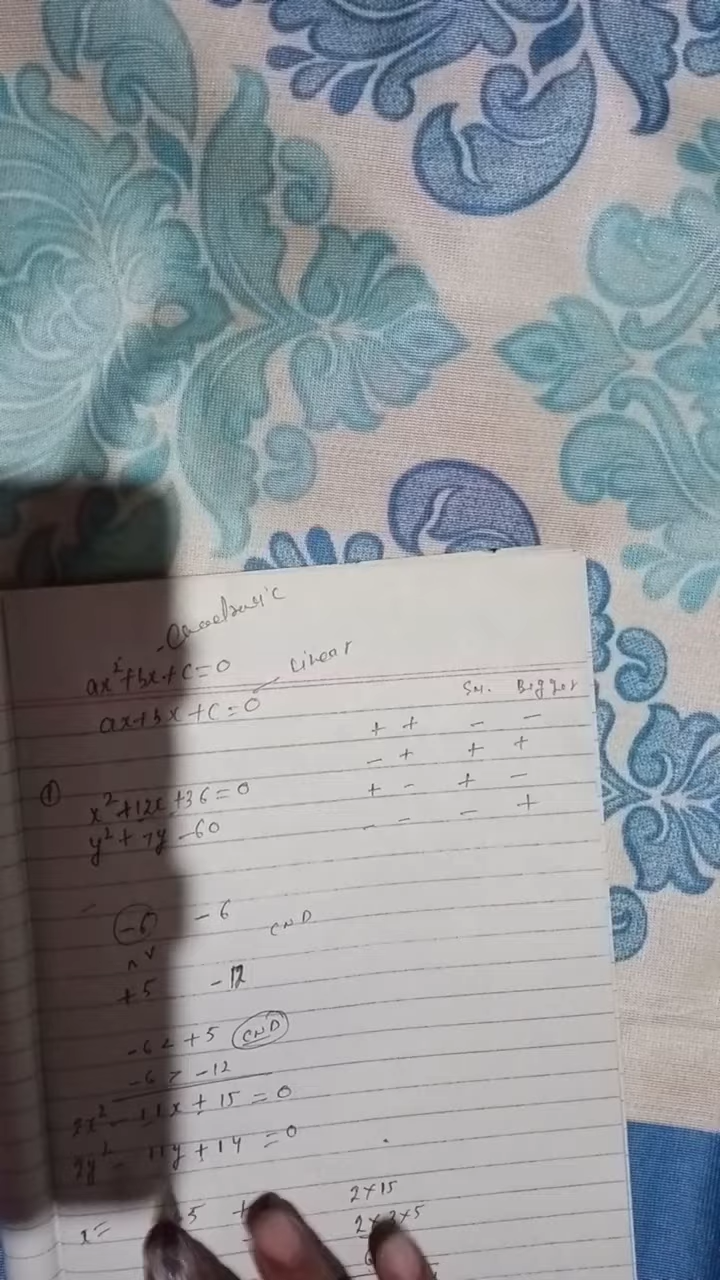 Quadratic
ax²+bx+c=0
Linear
ax+bx+c=0
Sm. Bigger
+ + - -
- + + +
① x²+12x+36=0
+ - + -
y²+7y-60
- - - +
-6 -6 CND
+5 -12
-6 < +5 CND
-6 > -12
2x² - 11x + 15 = 0
2y² - 11y + 14 = 0
x=
2×15